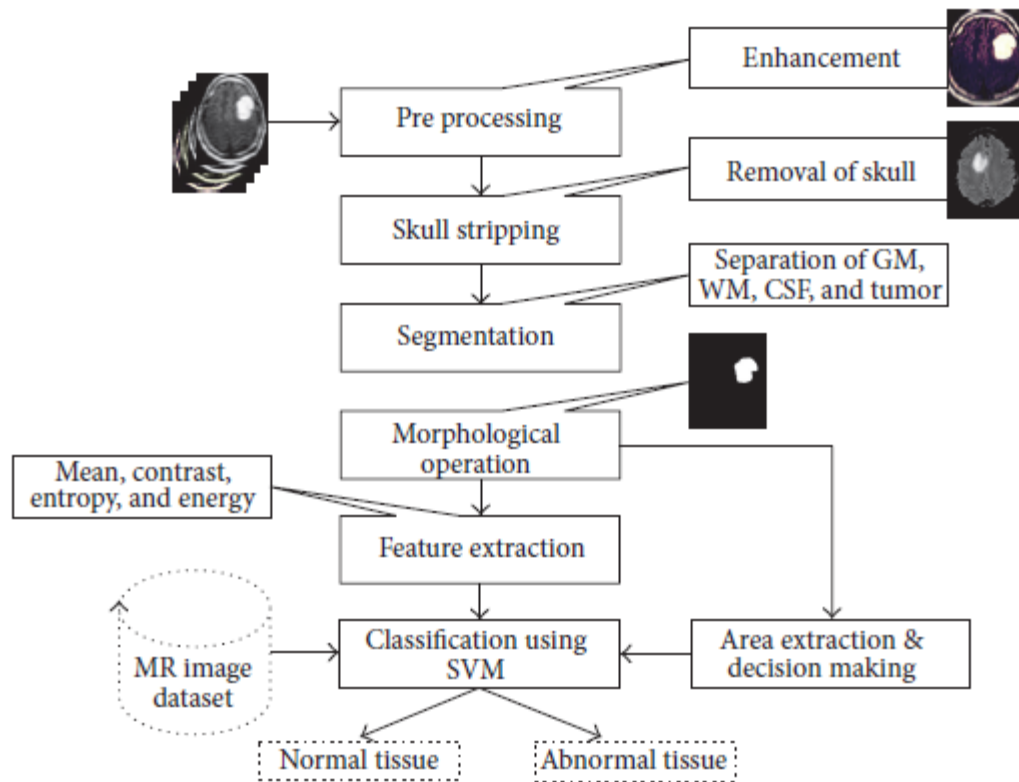 Enhancement
Pre processing
Removal of skull
Skull stripping
Separation of GM,
WM, CSF, and tumor
Segmentation
Morphological
operation
Mean, contrast,
entropy, and energy
Feature extraction
MR image
dataset
Classification using
SVM
Area extraction &
decision making
Normal tissue
Abnormal tissue